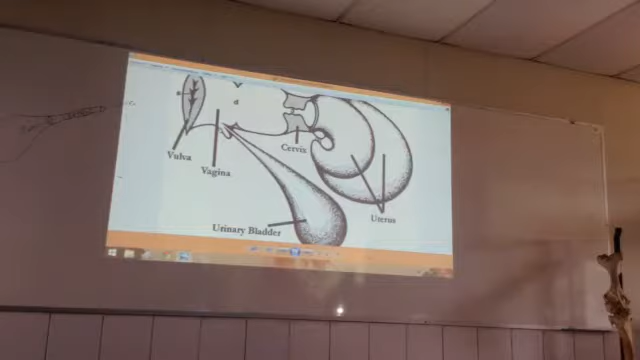 d
Vulva
Vagina
Cervix
Urinary Bladder
Uterus